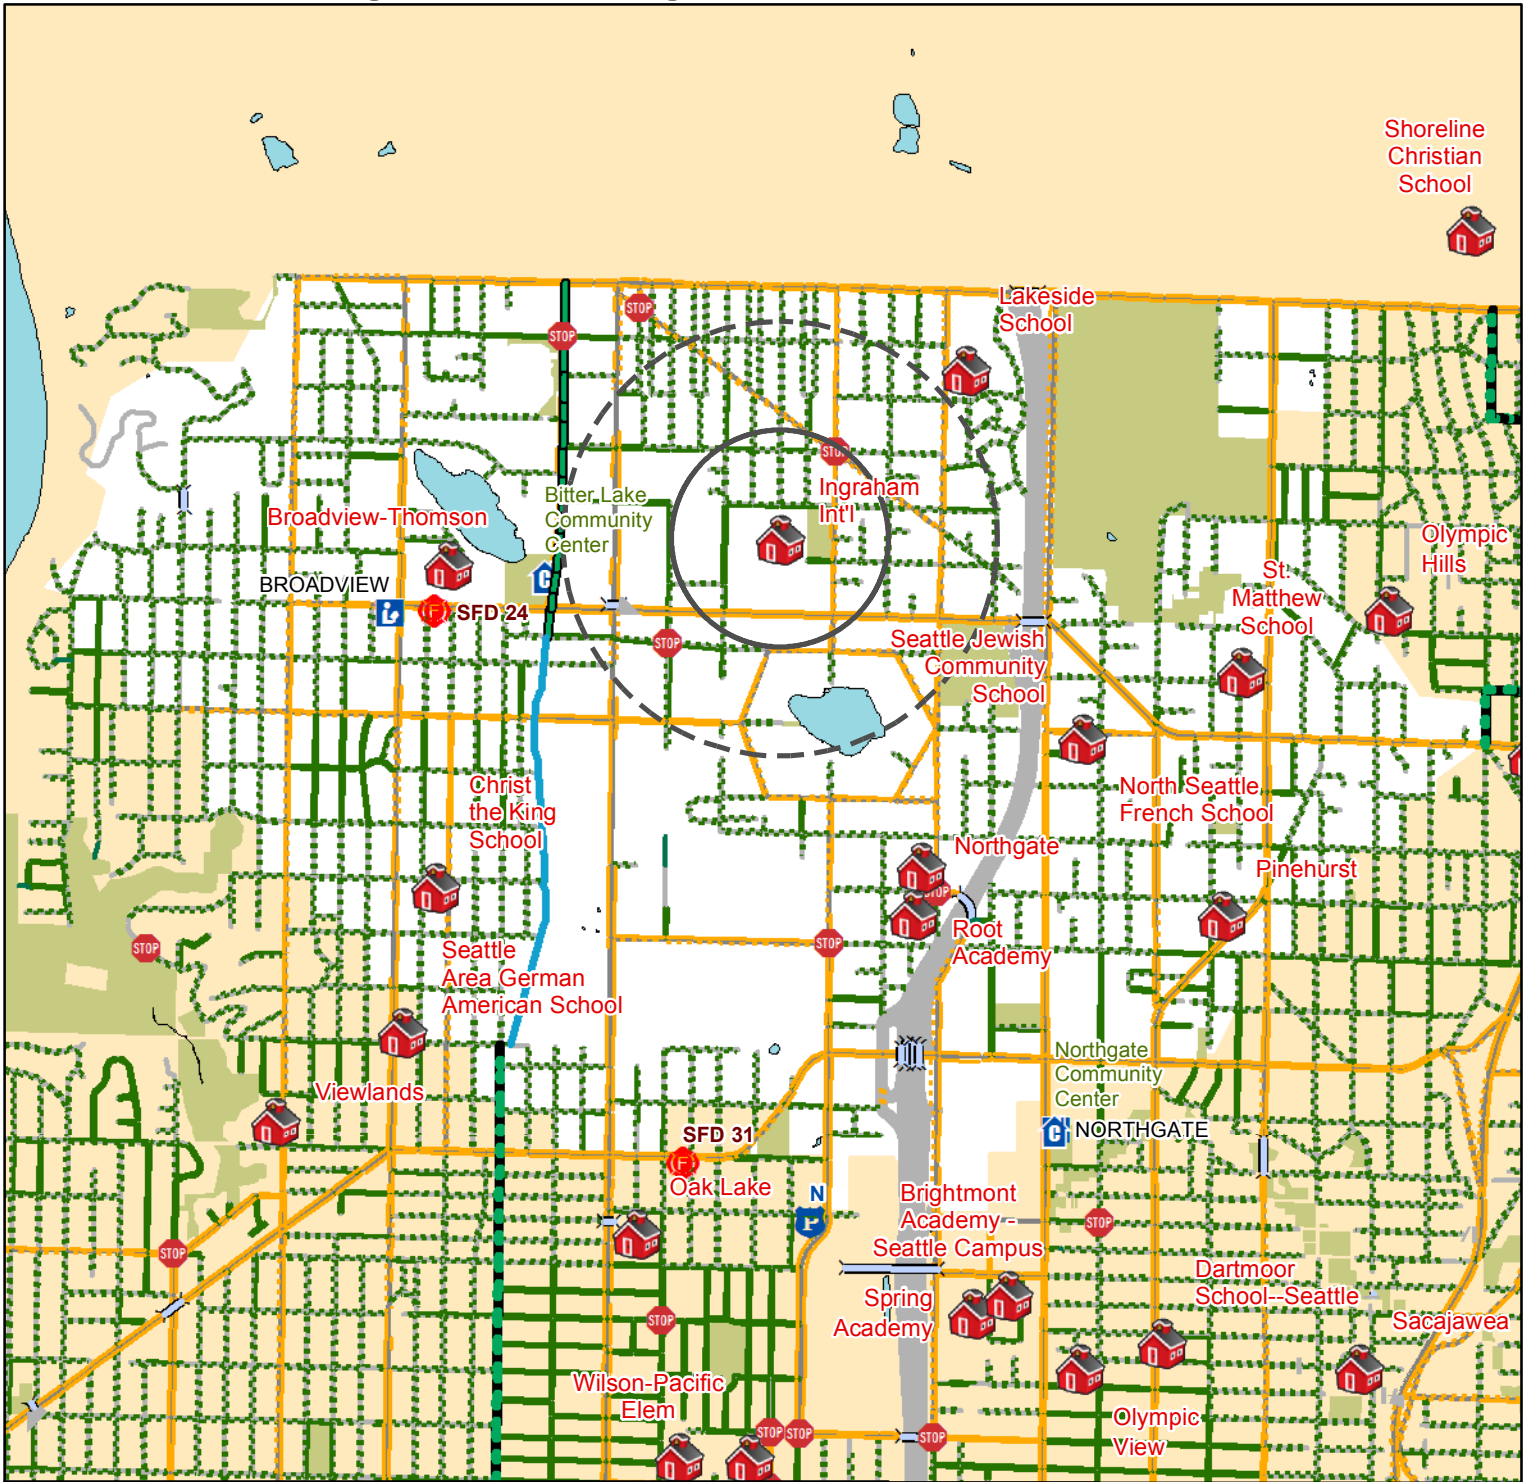 Shoreline
Christian
School
Lakeside
School
STOP
STOP
STOP
Ingraham
Int'l
Bitter Lake
Community
Center
Broadview-Thomson
Olympic
Hills
St.
Matthew
School
BROADVIEW
C
i
F
SFD 24
STOP
Seattle Jewish
Community
School
Christ
the King
School
North Seattle
French School
Northgate
Pinehurst
STOP
Root
Academy
STOP
STOP
Seattle
Area German
American School
Northgate
Community
Center
Viewlands
C
NORTHGATE
SFD 31
F
Oak Lake
N
P
Brightmont
Academy -
Seattle Campus
STOP
STOP
Dartmoor
School--Seattle
Spring
Academy
STOP
Sacajawea
Wilson-Pacific
Elem
Olympic
View
STOP
STOP
STOP